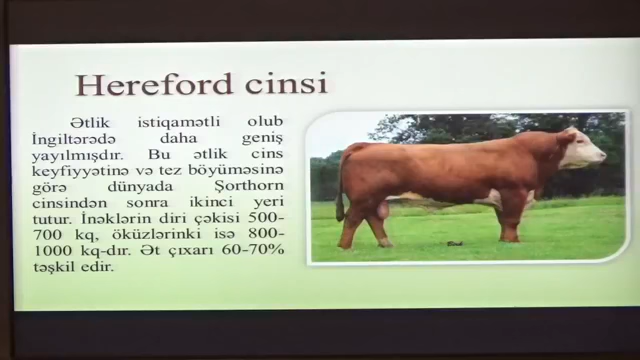 Hereford cinsi
Ətlik istiqamətli olub
İngiltərədə daha geniş
yayılmışdır. Bu ətlik cins
keyfiyyətinə və tez böyüməsinə
görə dünyada Şorthorn
cinsindən sonra ikinci yeri
tutur. İnəklərin diri çəkisi 500-
700 kq, öküzlərinki isə 800-
1000 kq-dır. Ət çıxarı 60-70%
təşkil edir.